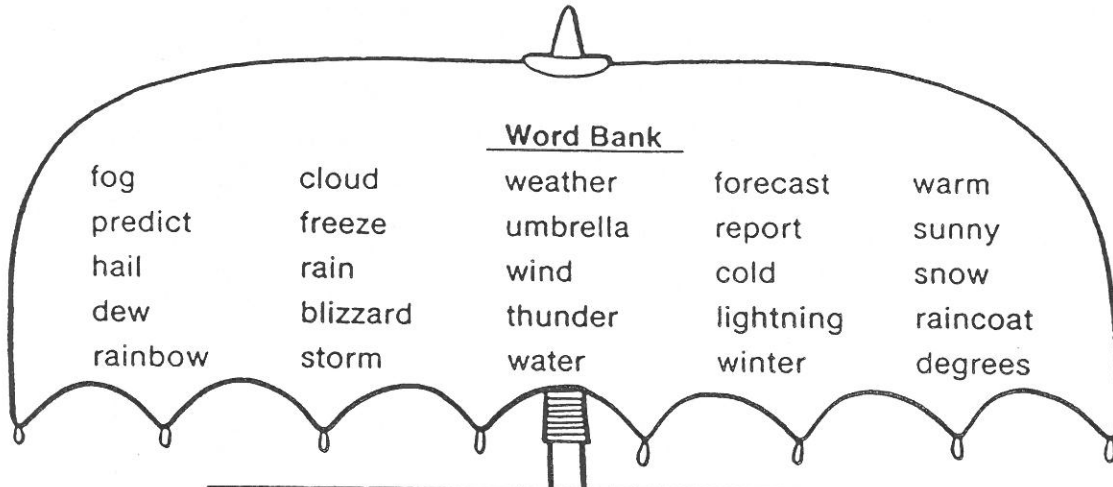 Word Bank
fog cloud weather forecast warm
predict freeze umbrella report sunny
hail rain wind cold snow
dew blizzard thunder lightning raincoat
rainbow storm water winter degrees